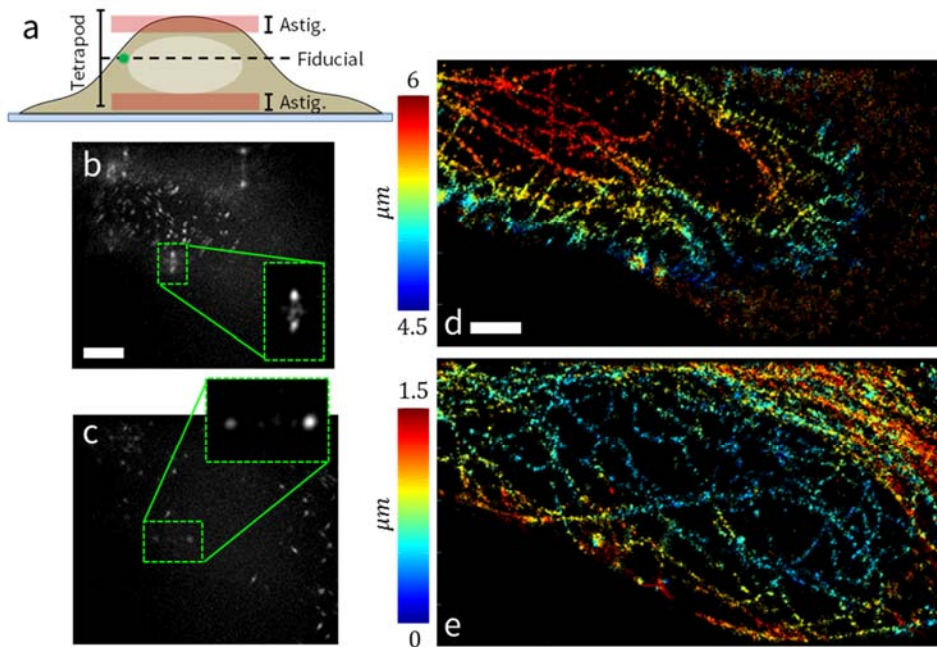 a
Tetrapod
Astig.
Fiducial
Astig.
b
c
6
μm
4.5
d
1.5
μm
0
e